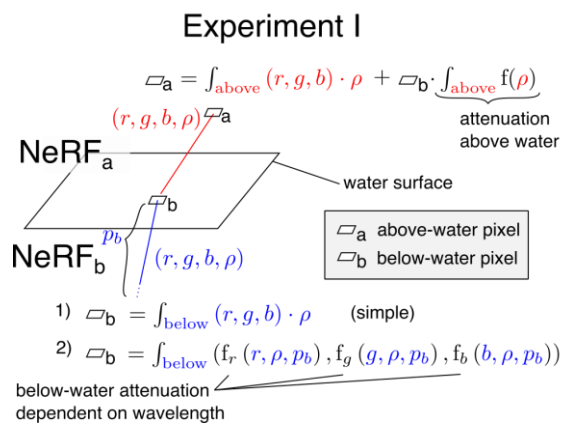 Experiment I
▱a = ∫above (r, g, b) · ρ + ▱b · ∫above f(ρ)
attenuation
above water
(r, g, b, ρ) ▱a
NeRFa
water surface
▱b
pb
NeRFb
(r, g, b, ρ)
▱a above-water pixel
▱b below-water pixel
1) ▱b = ∫below (r, g, b) · ρ (simple)
2) ▱b = ∫below (fr (r, ρ, pb) , fg (g, ρ, pb) , fb (b, ρ, pb))
below-water attenuation
dependent on wavelength